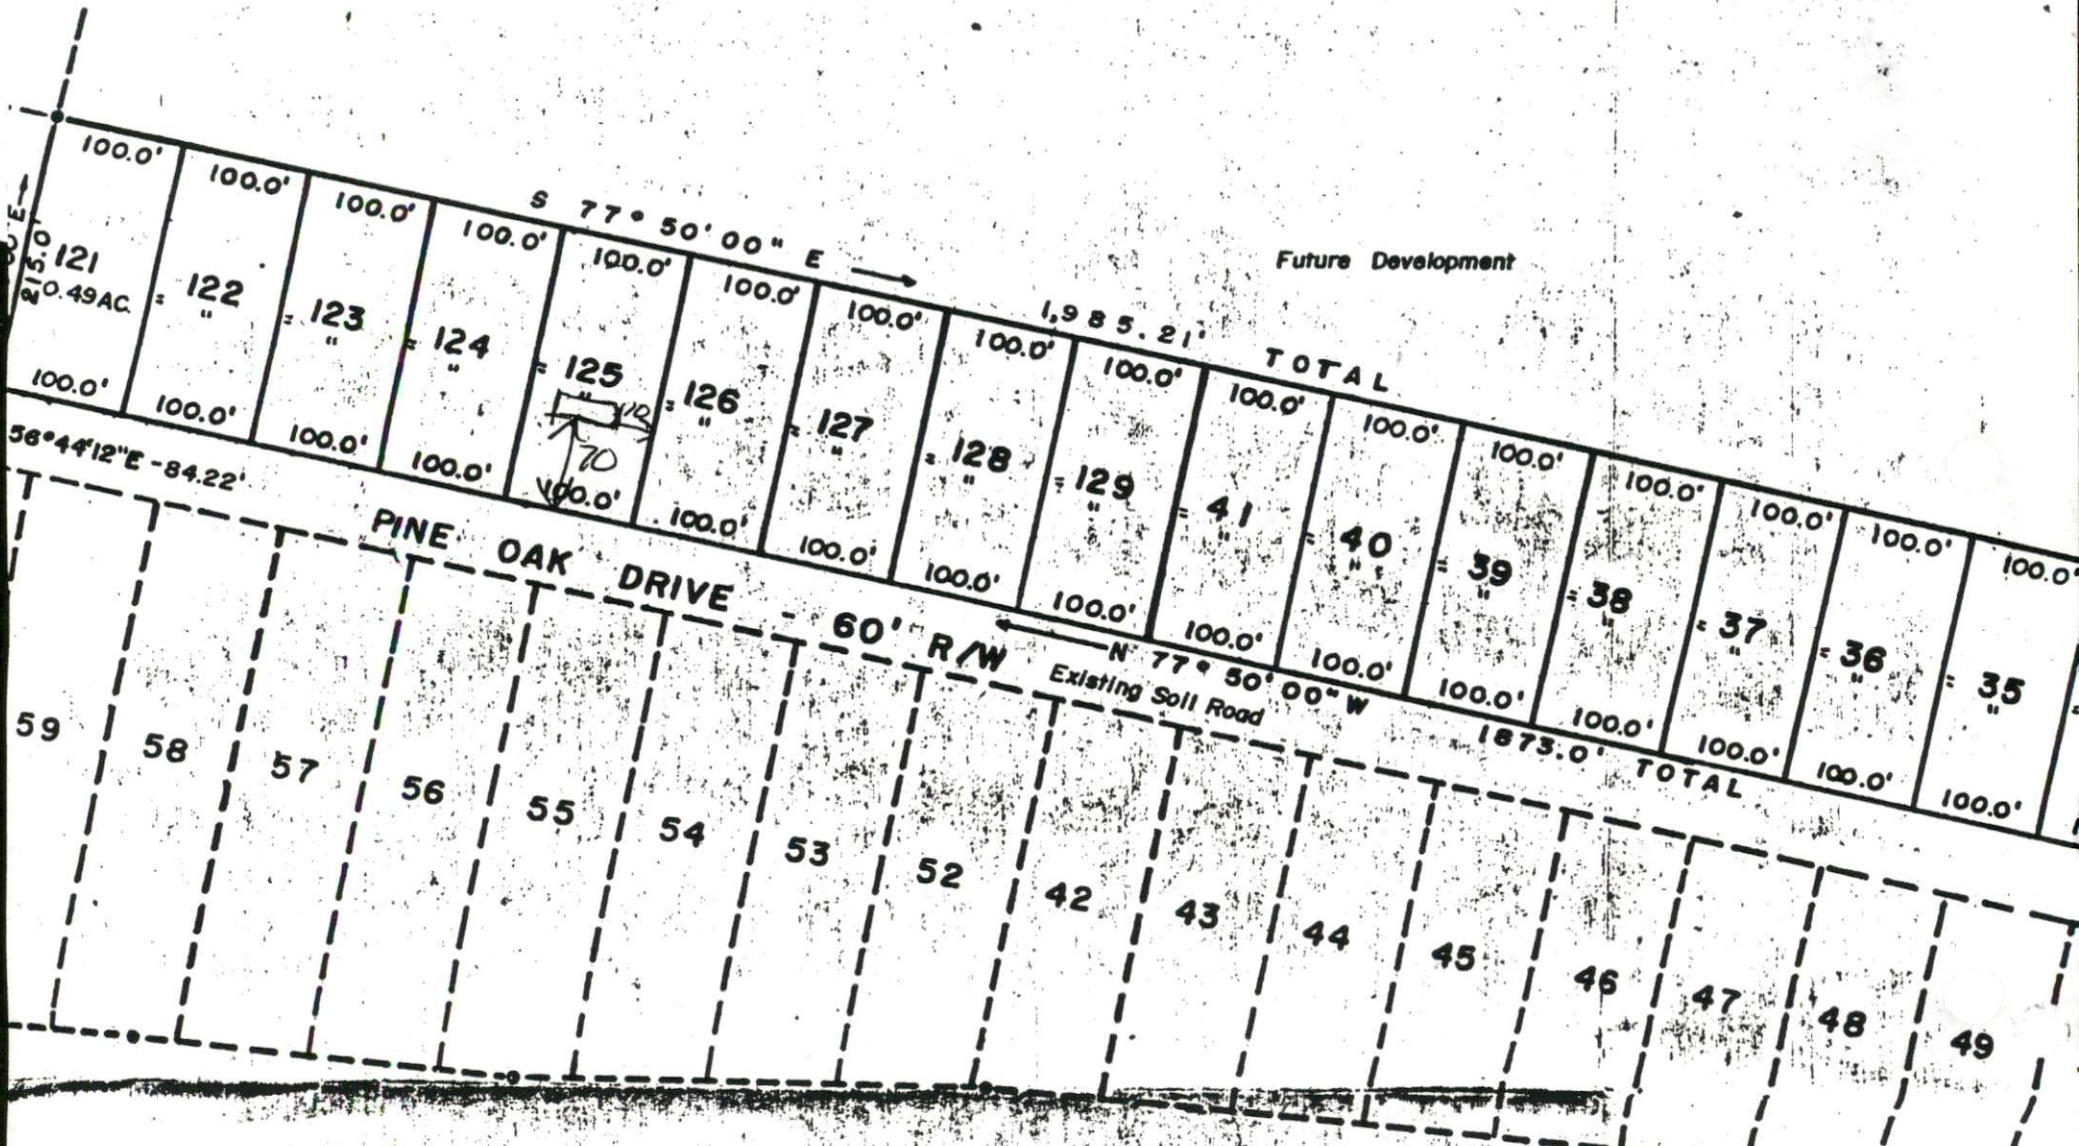 100.0' 100.0' 100.0' 100.0' 100.0' 100.0' 100.0' 100.0' 100.0' 100.0' 100.0' 100.0' 100.0' 100.0' 100.0' 100.0'
S 77° 50' 00" E
1,985.21' TOTAL
Future Development
215.0'
121
0.49 AC.
= 122 "
= 123 "
= 124 "
= 125 "
= 126 "
= 127 "
= 128 "
= 129 "
= 41 "
= 40 "
= 39 "
= 38 "
= 37 "
= 36 "
= 35 "
70
100.0' 100.0' 100.0' 100.0' 100.0' 100.0' 100.0' 100.0' 100.0' 100.0' 100.0' 100.0' 100.0' 100.0' 100.0' 100.0'
56°44'12"E - 84.22'
PINE OAK DRIVE - 60' R/W
N 77° 50' 00" W
1873.0' TOTAL
Existing Soil Road
59
58
57
56
55
54
53
52
42
43
44
45
46
47
48
49